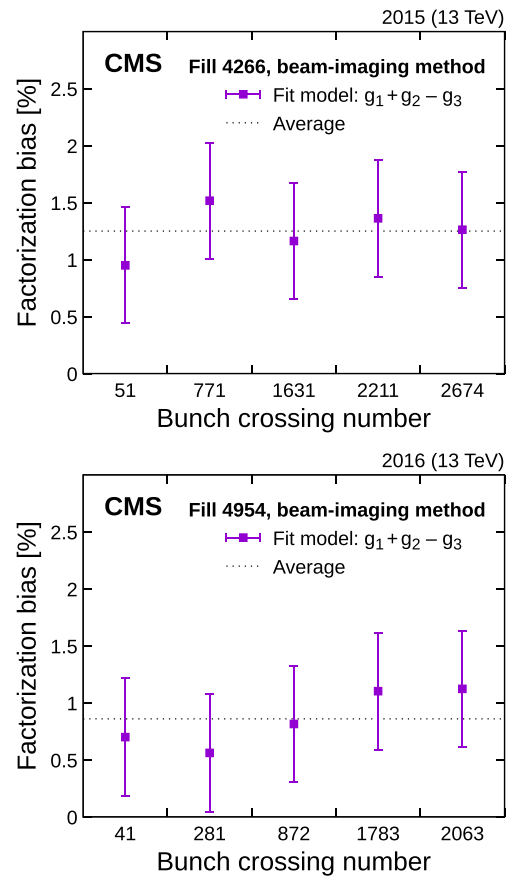 2015 (13 TeV)
CMS
Fill 4266, beam-imaging method
Fit model: g₁ + g₂ – g₃
Average
Factorization bias [%]
2.5
2
1.5
1
0.5
0
51 771 1631 2211 2674
Bunch crossing number
2016 (13 TeV)
CMS
Fill 4954, beam-imaging method
Fit model: g₁ + g₂ – g₃
Average
Factorization bias [%]
2.5
2
1.5
1
0.5
0
41 281 872 1783 2063
Bunch crossing number